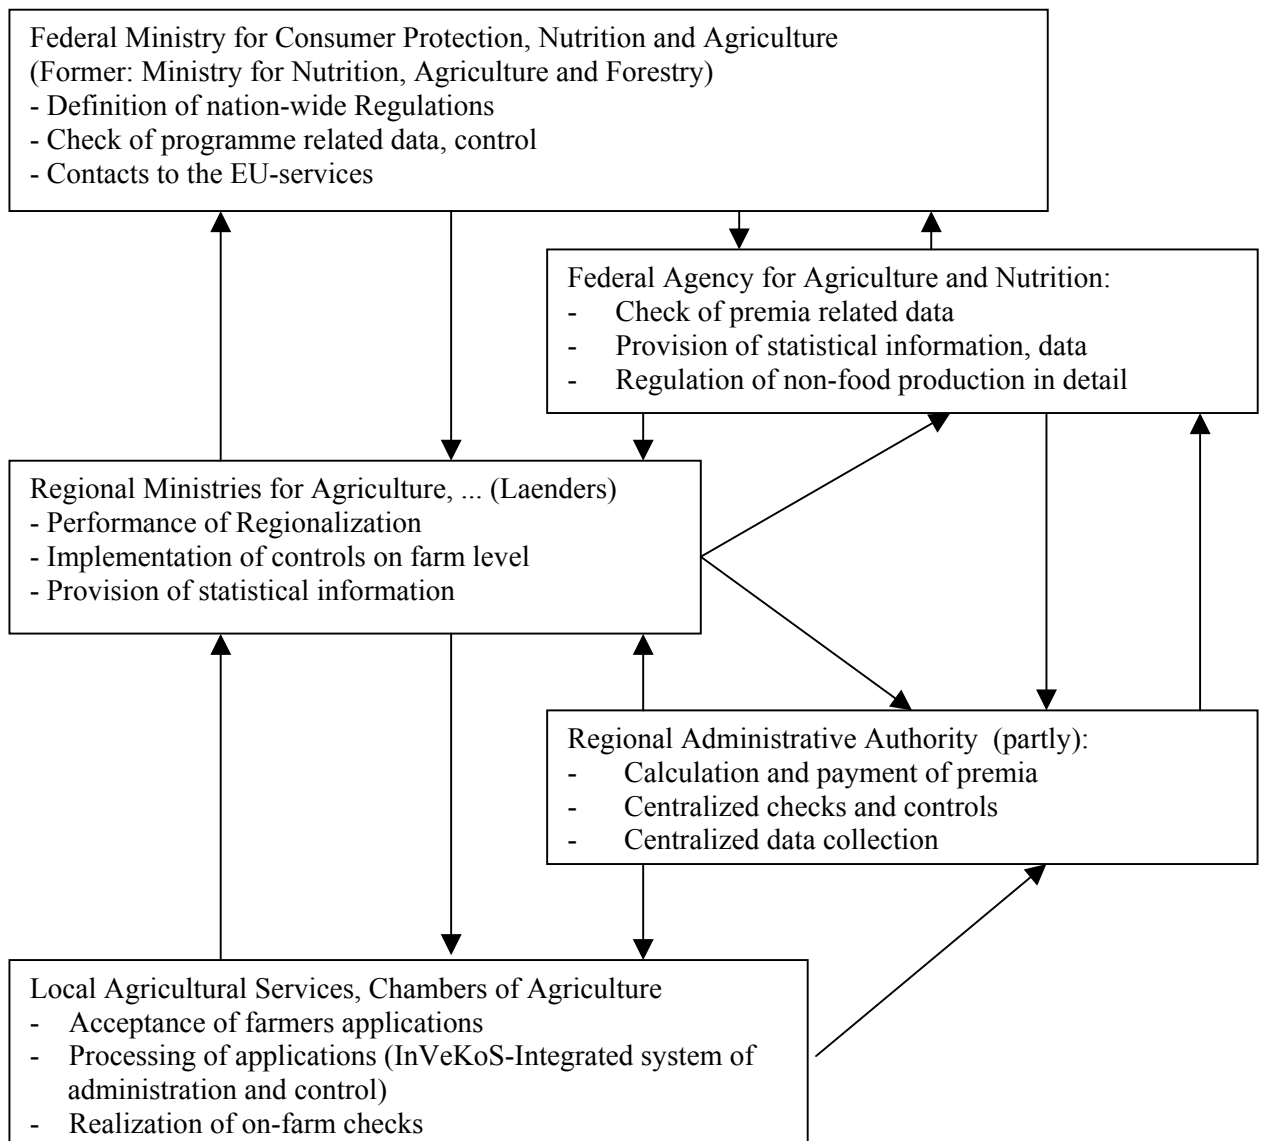 Federal Ministry for Consumer Protection, Nutrition and Agriculture
(Former: Ministry for Nutrition, Agriculture and Forestry)
- Definition of nation-wide Regulations
- Check of programme related data, control
- Contacts to the EU-services
Federal Agency for Agriculture and Nutrition:
- Check of premia related data
- Provision of statistical information, data
- Regulation of non-food production in detail
Regional Ministries for Agriculture, ... (Laenders)
- Performance of Regionalization
- Implementation of controls on farm level
- Provision of statistical information
Regional Administrative Authority (partly):
- Calculation and payment of premia
- Centralized checks and controls
- Centralized data collection
Local Agricultural Services, Chambers of Agriculture
- Acceptance of farmers applications
- Processing of applications (InVeKoS-Integrated system of
administration and control)
- Realization of on-farm checks